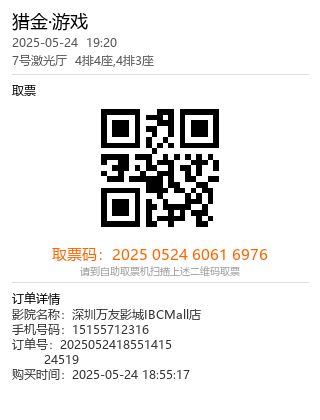 猎金·游戏
2025-05-24 19:20
7号激光厅 4排4座,4排3座
取票
取票码：2025 0524 6061 6976
请到自助取票机扫描上述二维码取票
订单详情
影院名称：深圳万友影城IBCMall店
手机号码：15155712316
订单号：2025052418551415
24519
购买时间：2025-05-24 18:55:17